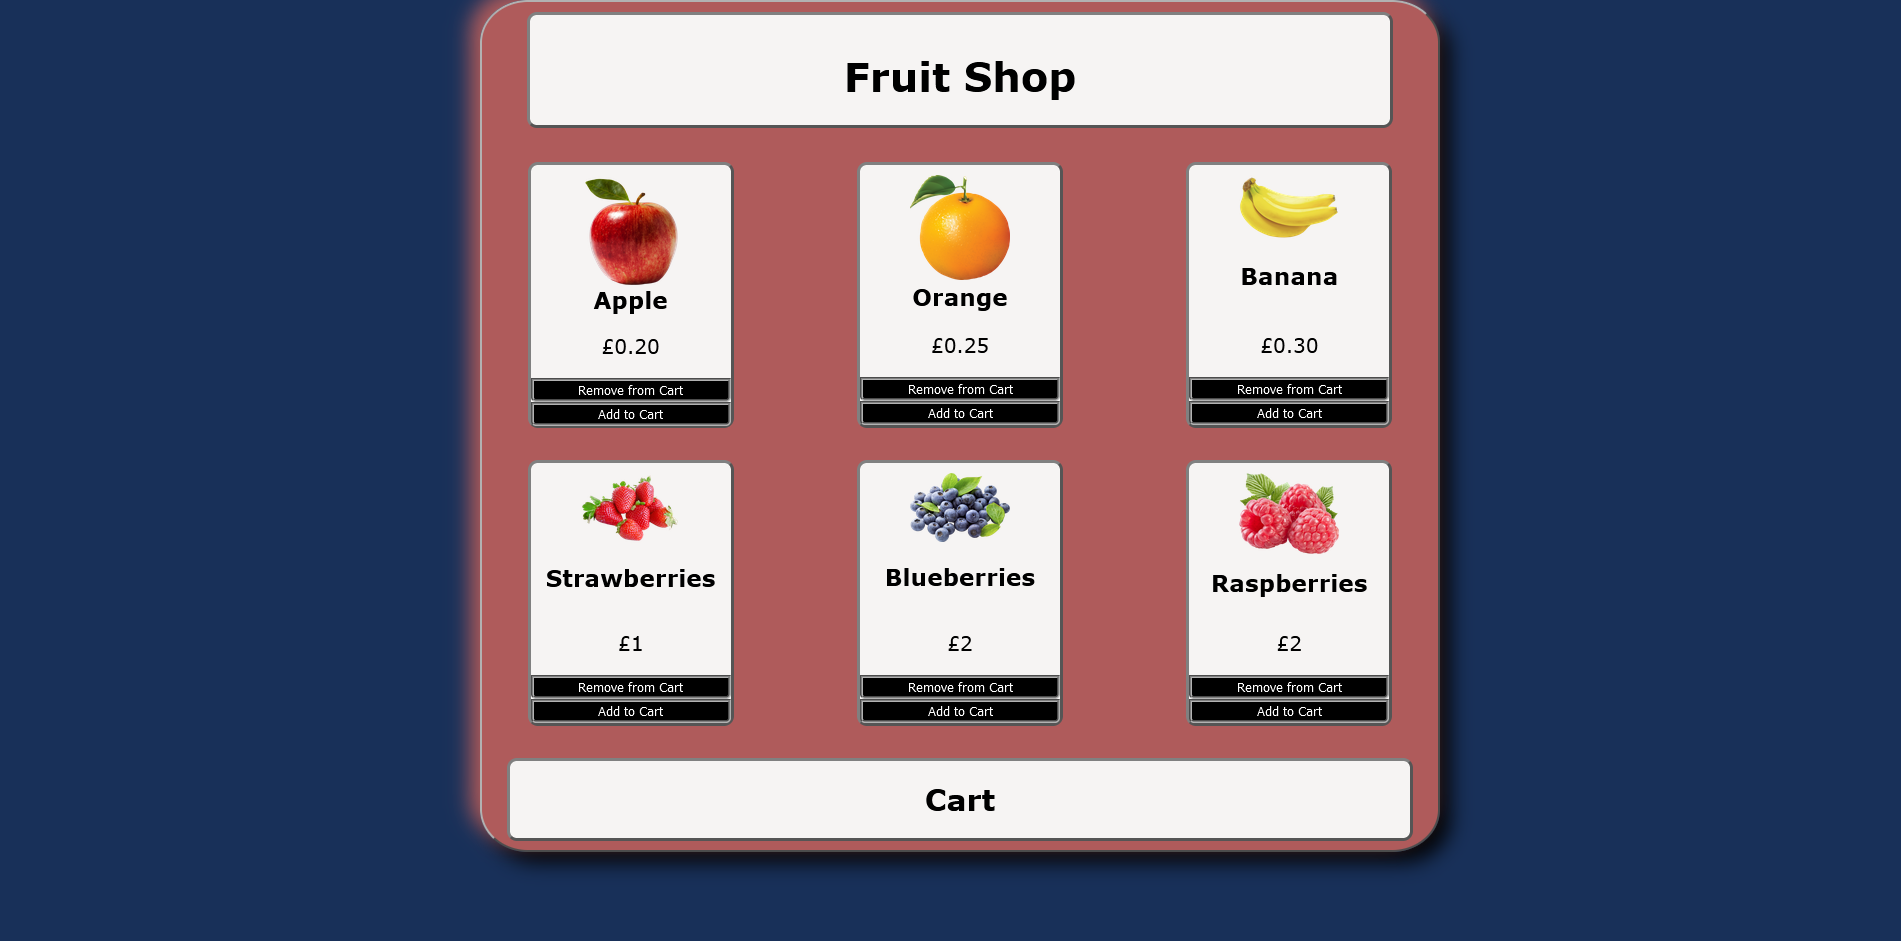 Fruit Shop
Apple
£0.20
Remove from Cart
Add to Cart
Orange
£0.25
Remove from Cart
Add to Cart
Banana
£0.30
Remove from Cart
Add to Cart
Strawberries
£1
Remove from Cart
Add to Cart
Blueberries
£2
Remove from Cart
Add to Cart
Raspberries
£2
Remove from Cart
Add to Cart
Cart